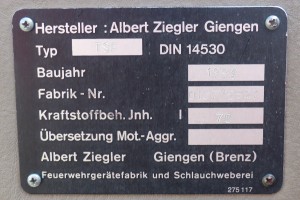 Hersteller : Albert Ziegler Giengen
Typ DIN 14530
Baujahr
Fabrik - Nr.
Kraftstoffbeh. Jnh. l
Übersetzung Mot.-Aggr.
Albert Ziegler Giengen (Brenz)
Feuerwehrgerätefabrik und Schlauchweberei
275117